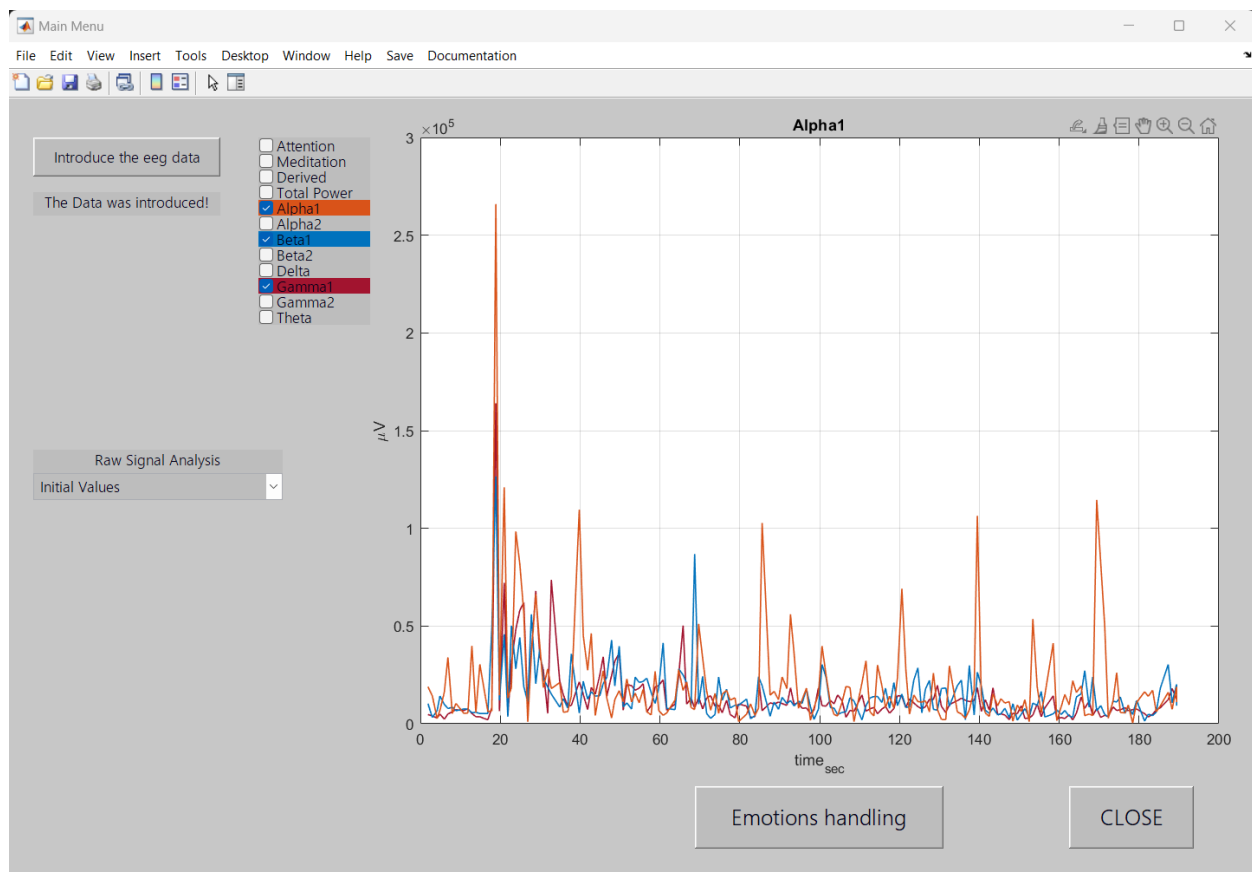 Main Menu
File Edit View Insert Tools Desktop Window Help Save Documentation
Introduce the eeg data
The Data was introduced!
Attention
Meditation
Derived
Total Power
Alpha1
Alpha2
Beta1
Beta2
Delta
Gamma1
Gamma2
Theta
Raw Signal Analysis
Initial Values
Alpha1
×10^5
3
2.5
2
1.5
1
0.5
0
μV
0 20 40 60 80 100 120 140 160 180 200
time_sec
Emotions handling
CLOSE